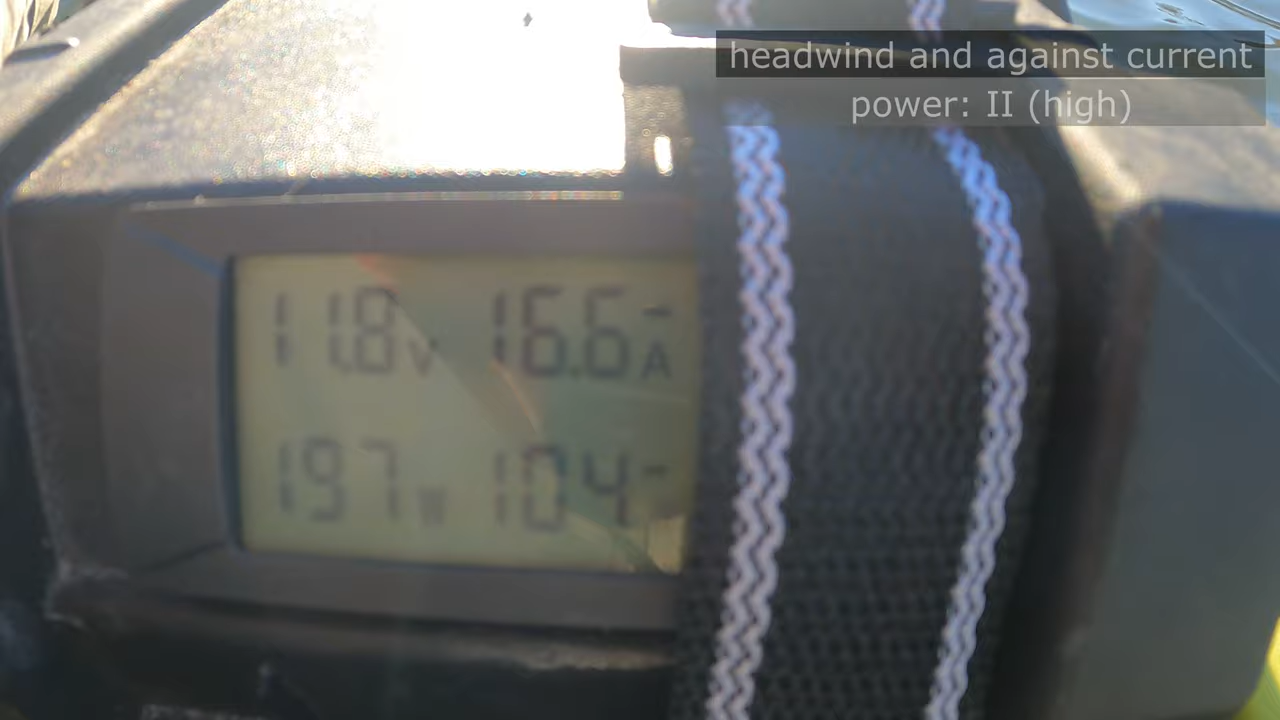 headwind and against current
power: II (high)
11.8V 16.6A
197W 104